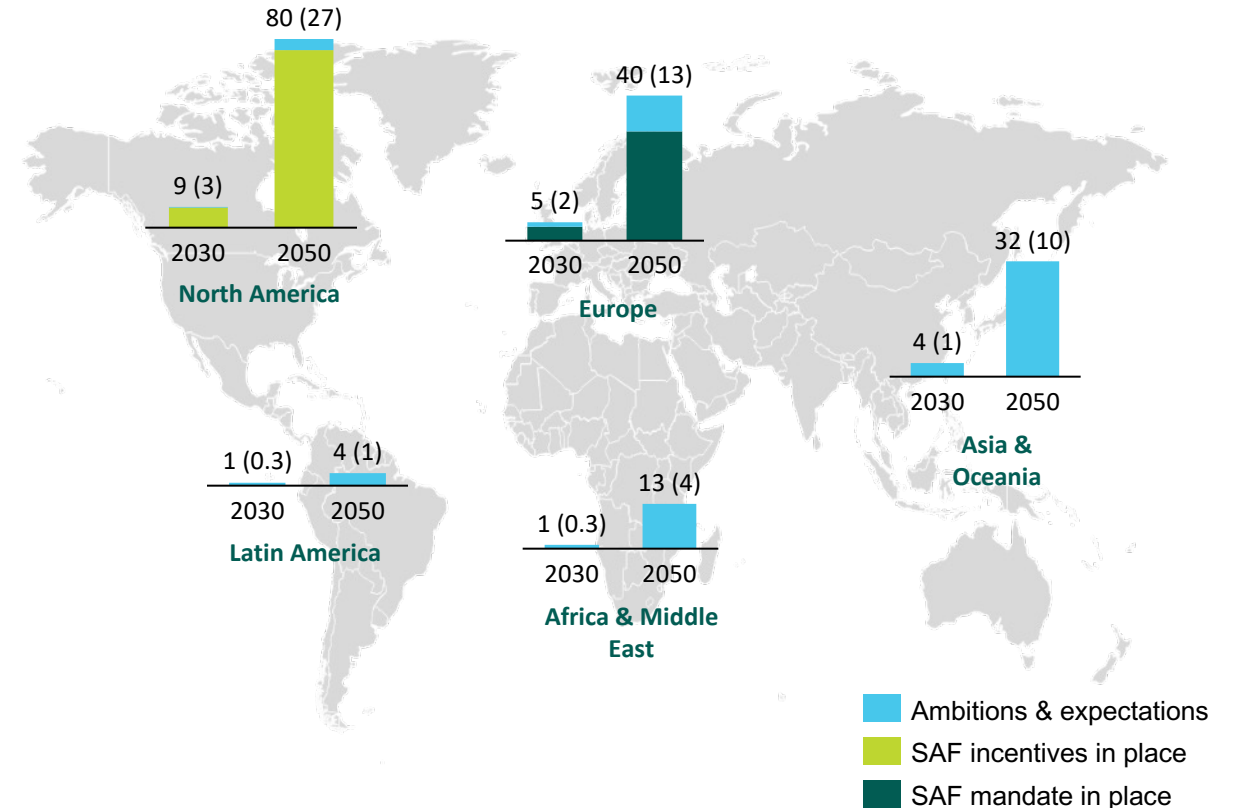 80 (27)
9 (3)
2030 2050
North America
40 (13)
5 (2)
2030 2050
Europe
32 (10)
4 (1)
2030 2050
Asia &
Oceania
1 (0.3)
4 (1)
2030 2050
Latin America
13 (4)
1 (0.3)
2030 2050
Africa & Middle
East
Ambitions & expectations
SAF incentives in place
SAF mandate in place